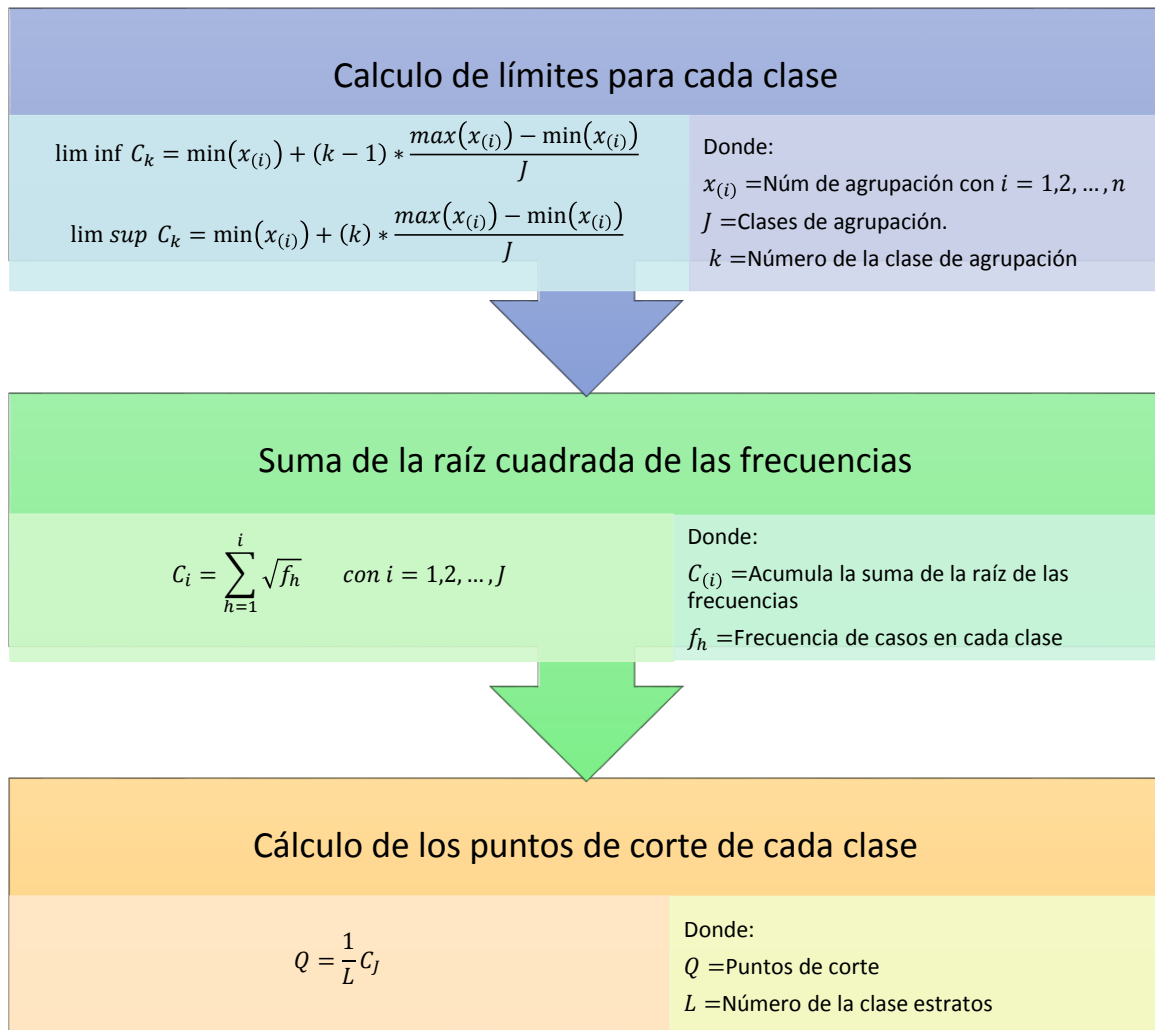 Calculo de límites para cada clase
lim inf C_k = min(x_(i)) + (k − 1) * (max(x_(i)) − min(x_(i))) / J
lim sup C_k = min(x_(i)) + (k) * (max(x_(i)) − min(x_(i))) / J
Donde:
x_(i) =Núm de agrupación con i = 1,2, … , n
J =Clases de agrupación.
k =Número de la clase de agrupación
Suma de la raíz cuadrada de las frecuencias
C_i = ∑_{h=1}^{i} √f_h con i = 1,2, … , J
Donde:
C_(i) =Acumula la suma de la raíz de las
frecuencias
f_h =Frecuencia de casos en cada clase
Cálculo de los puntos de corte de cada clase
Q = 1/L C_J
Donde:
Q =Puntos de corte
L =Número de la clase estratos